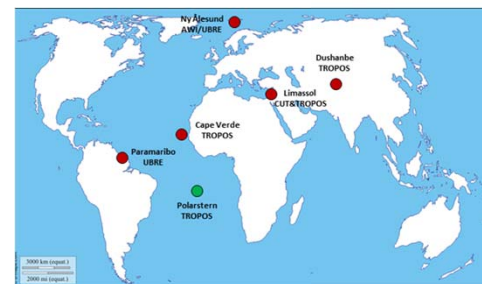 Ny Ålesund
AWI/UBRE
Dushanbe
TROPOS
Limassol
CUT&TROPOS
Cape Verde
TROPOS
Paramaribo
UBRE
Polarstern
TROPOS
3000 km (equat.)
2000 mi (equat.)